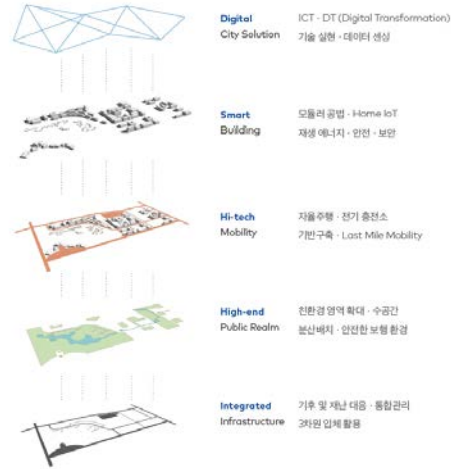 Digital
City Solution
ICT · DT (Digital Transformation)
기술 실현 · 데이터 센싱
Smart
Building
모듈러 공법 · Home IoT
재생 에너지 · 안전 · 보안
Hi-tech
Mobility
자율주행 · 전기 충전소
기반구축 · Last Mile Mobility
High-end
Public Realm
친환경 영역 확대 · 수공간
분산배치 · 안전한 보행 환경
Integrated
Infrastructure
기후 및 재난 대응 · 통합관리
3차원 입체 활용